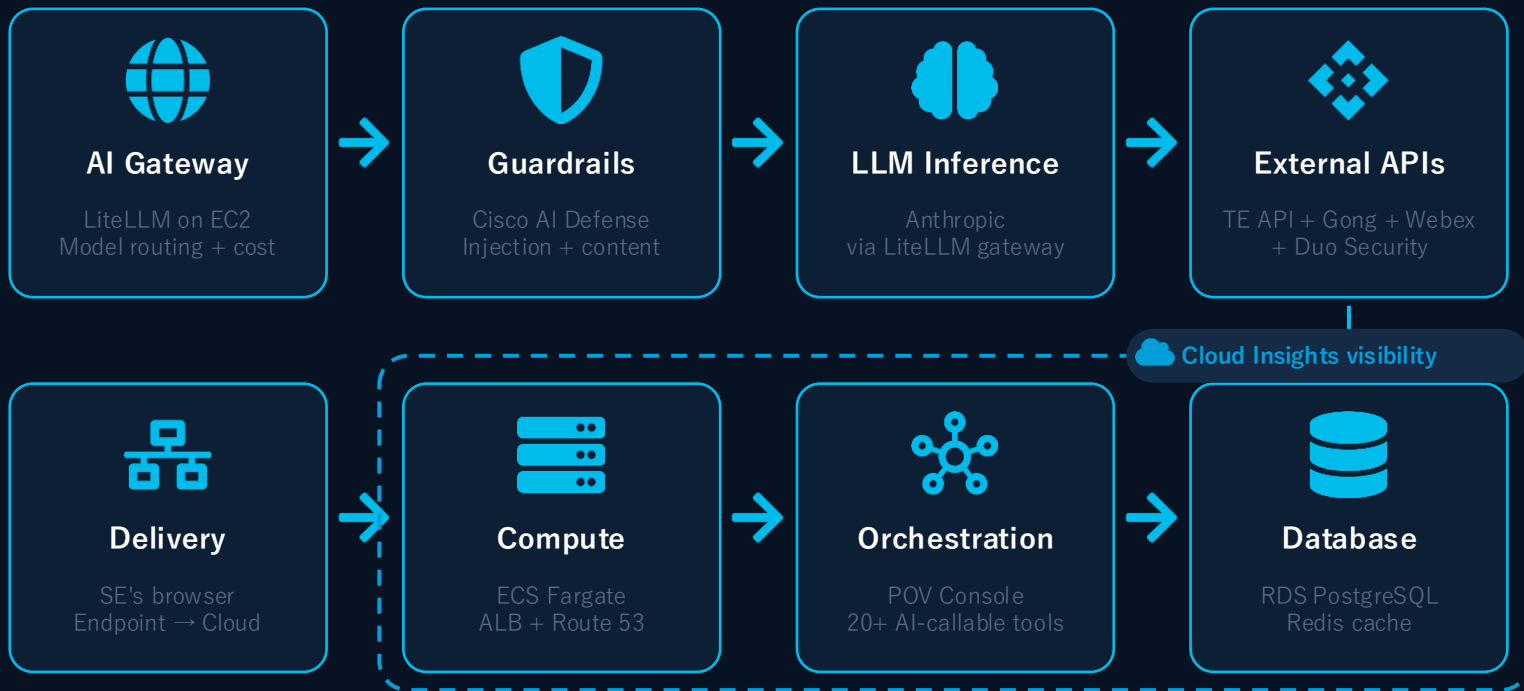 AI Gateway
LiteLLM on EC2
Model routing + cost
Guardrails
Cisco AI Defense
Injection + content
LLM Inference
Anthropic
via LiteLLM gateway
External APIs
TE API + Gong + Webex
+ Duo Security
Cloud Insights visibility
Delivery
SE's browser
Endpoint → Cloud
Compute
ECS Fargate
ALB + Route 53
Orchestration
POV Console
20+ AI-callable tools
Database
RDS PostgreSQL
Redis cache